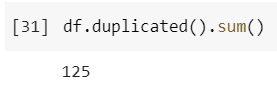 [31] df.duplicated().sum()
125